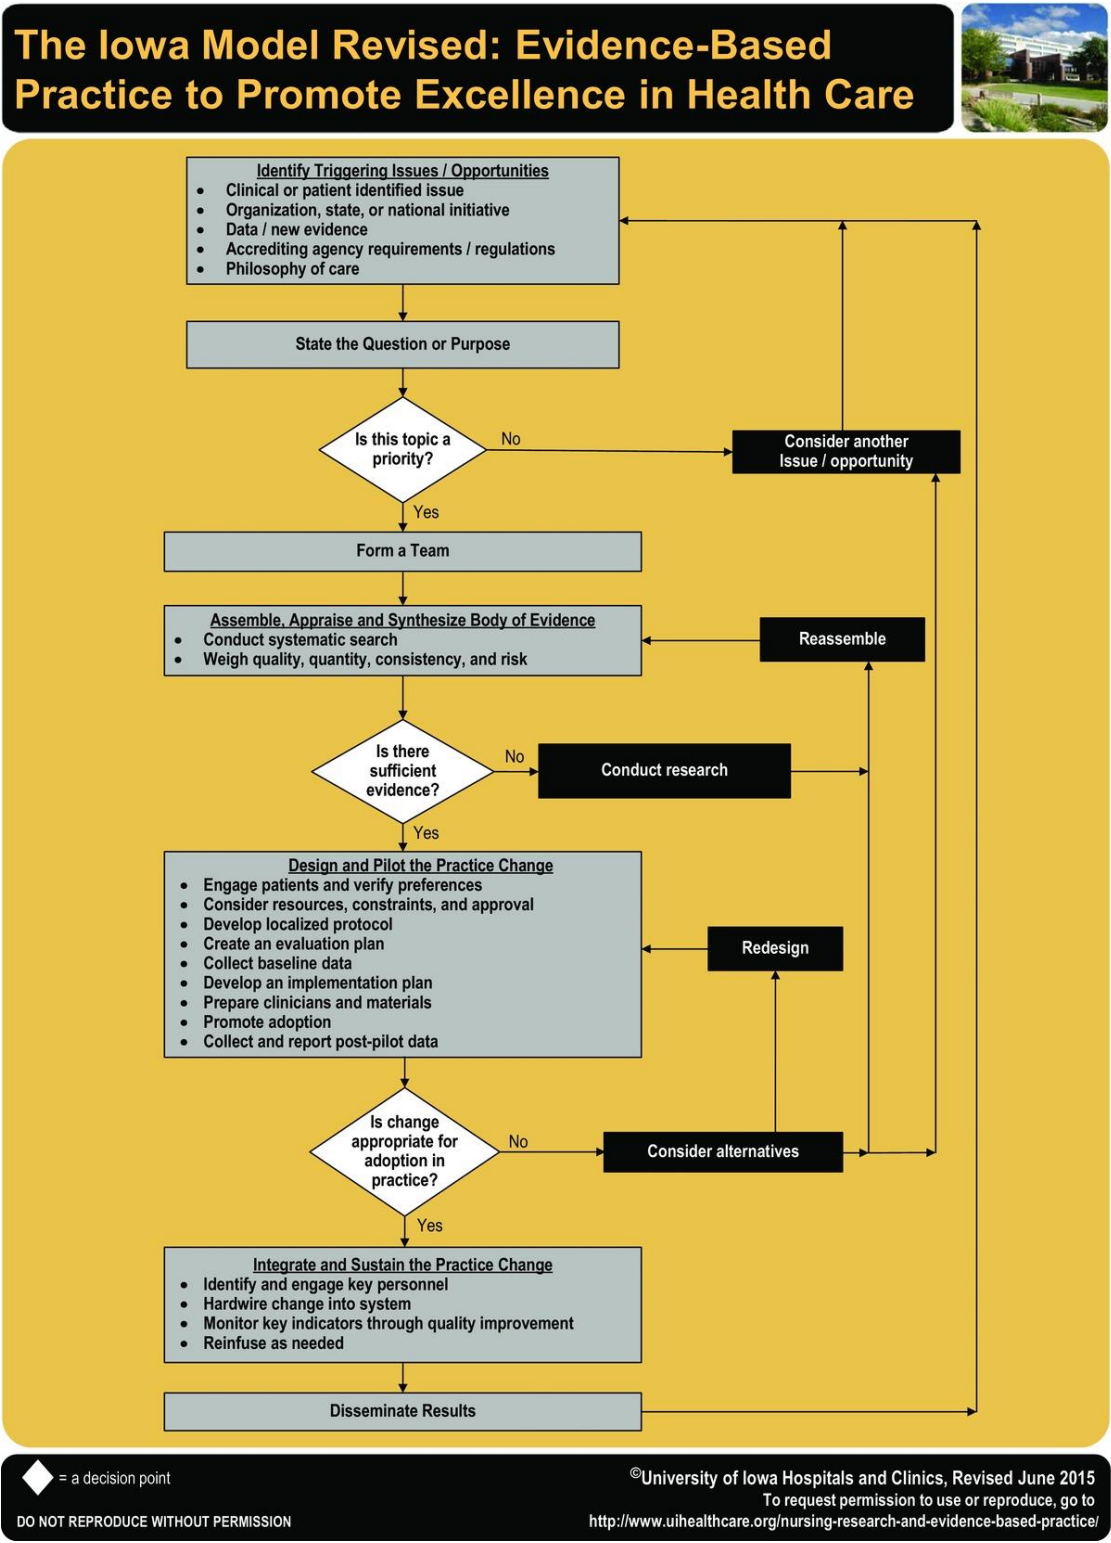 The Iowa Model Revised: Evidence-Based
Practice to Promote Excellence in Health Care
Identify Triggering Issues / Opportunities
• Clinical or patient identified issue
• Organization, state, or national initiative
• Data / new evidence
• Accrediting agency requirements / regulations
• Philosophy of care
State the Question or Purpose
Is this topic a
priority?
No
Consider another
Issue / opportunity
Yes
Form a Team
Assemble, Appraise and Synthesize Body of Evidence
• Conduct systematic search
• Weigh quality, quantity, consistency, and risk
Reassemble
Is there
sufficient
evidence?
No
Conduct research
Yes
Design and Pilot the Practice Change
• Engage patients and verify preferences
• Consider resources, constraints, and approval
• Develop localized protocol
• Create an evaluation plan
• Collect baseline data
• Develop an implementation plan
• Prepare clinicians and materials
• Promote adoption
• Collect and report post-pilot data
Redesign
Is change
appropriate for
adoption in
practice?
No
Consider alternatives
Yes
Integrate and Sustain the Practice Change
• Identify and engage key personnel
• Hardwire change into system
• Monitor key indicators through quality improvement
• Reinfuse as needed
Disseminate Results
= a decision point
DO NOT REPRODUCE WITHOUT PERMISSION
©University of Iowa Hospitals and Clinics, Revised June 2015
To request permission to use or reproduce, go to
http://www.uihealthcare.org/nursing-research-and-evidence-based-practice/